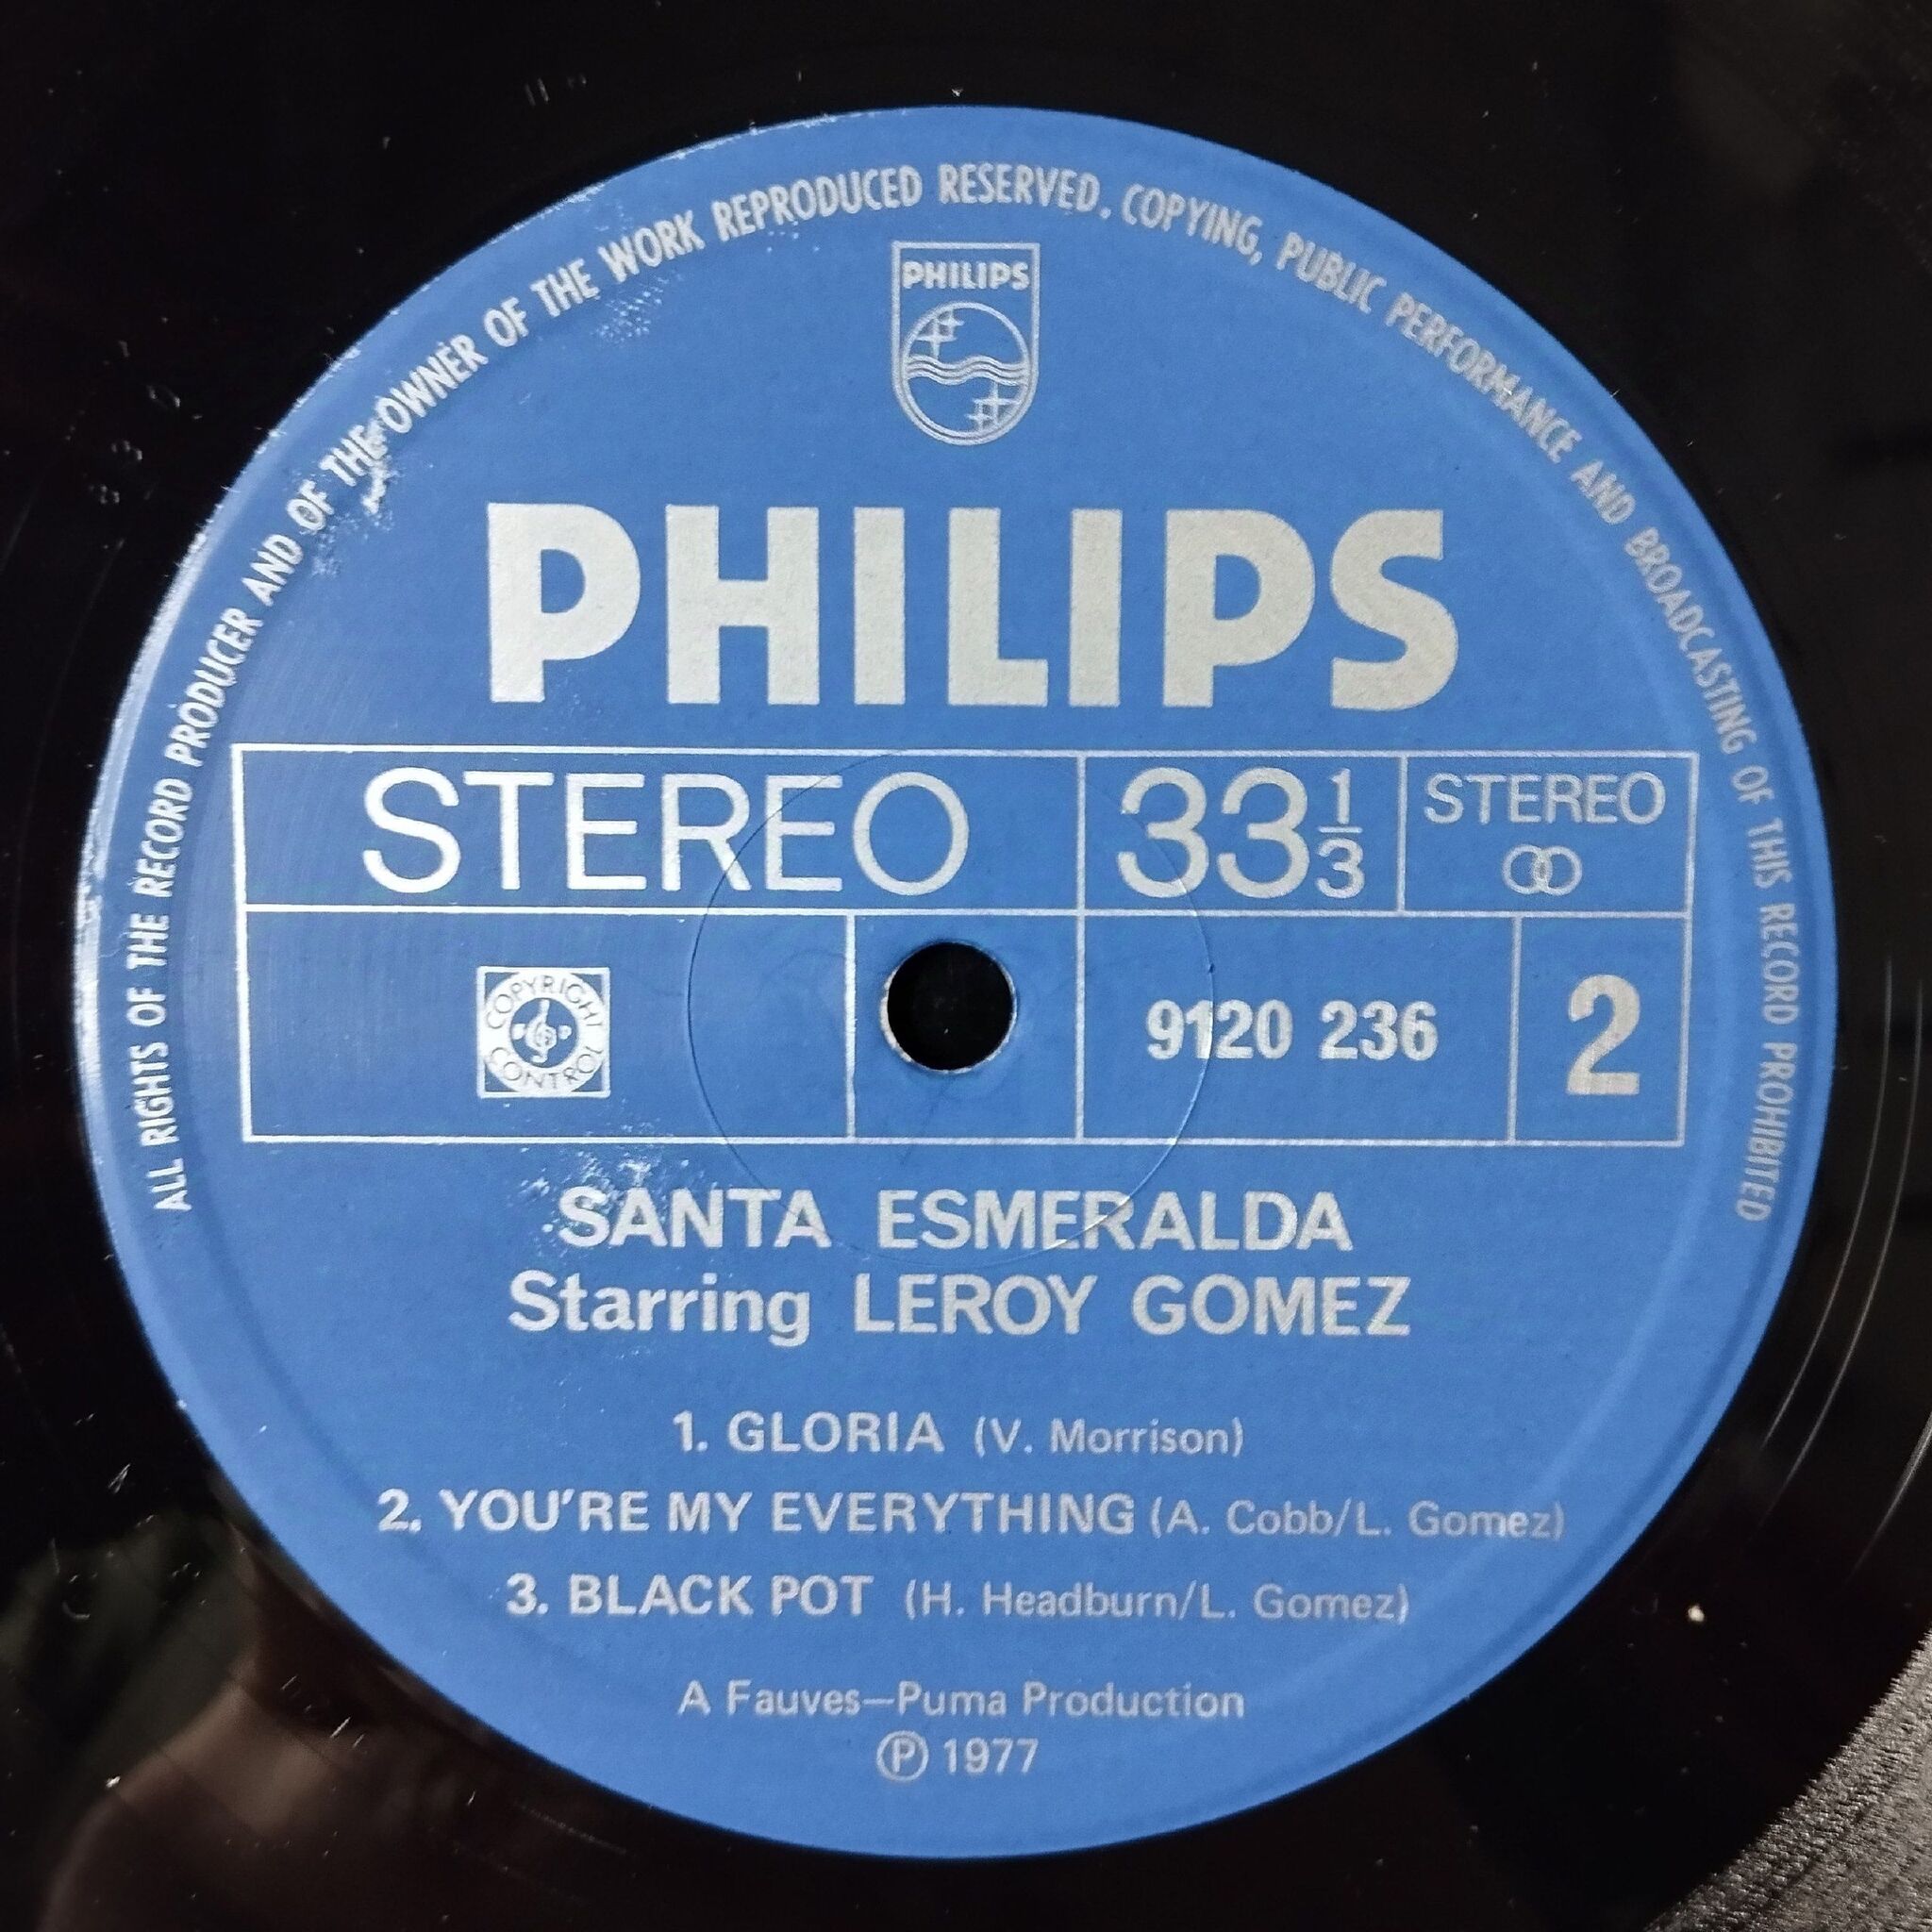 ALL RIGHTS OF THE RECORD PRODUCER AND OF THE OWNER OF THE WORK REPRODUCED RESERVED. COPYING, PUBLIC PERFORMANCE AND BROADCASTING OF THIS RECORD PROHIBITED
PHILIPS
PHILIPS
STEREO 33 1/3 STEREO
COPYRIGHT CONTROL
9120 236 2
SANTA ESMERALDA
Starring LEROY GOMEZ
1. GLORIA (V. Morrison)
2. YOU'RE MY EVERYTHING (A. Cobb/L. Gomez)
3. BLACK POT (H. Headburn/L. Gomez)
A Fauves–Puma Production
Ⓟ 1977